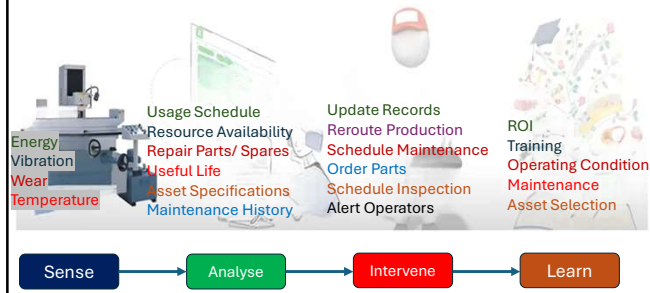 Energy
Vibration
Wear
Temperature
Usage Schedule
Resource Availability
Repair Parts/ Spares
Useful Life
Asset Specifications
Maintenance History
Update Records
Reroute Production
Schedule Maintenance
Order Parts
Schedule Inspection
Alert Operators
ROI
Training
Operating Condition
Maintenance
Asset Selection
Sense
Analyse
Intervene
Learn